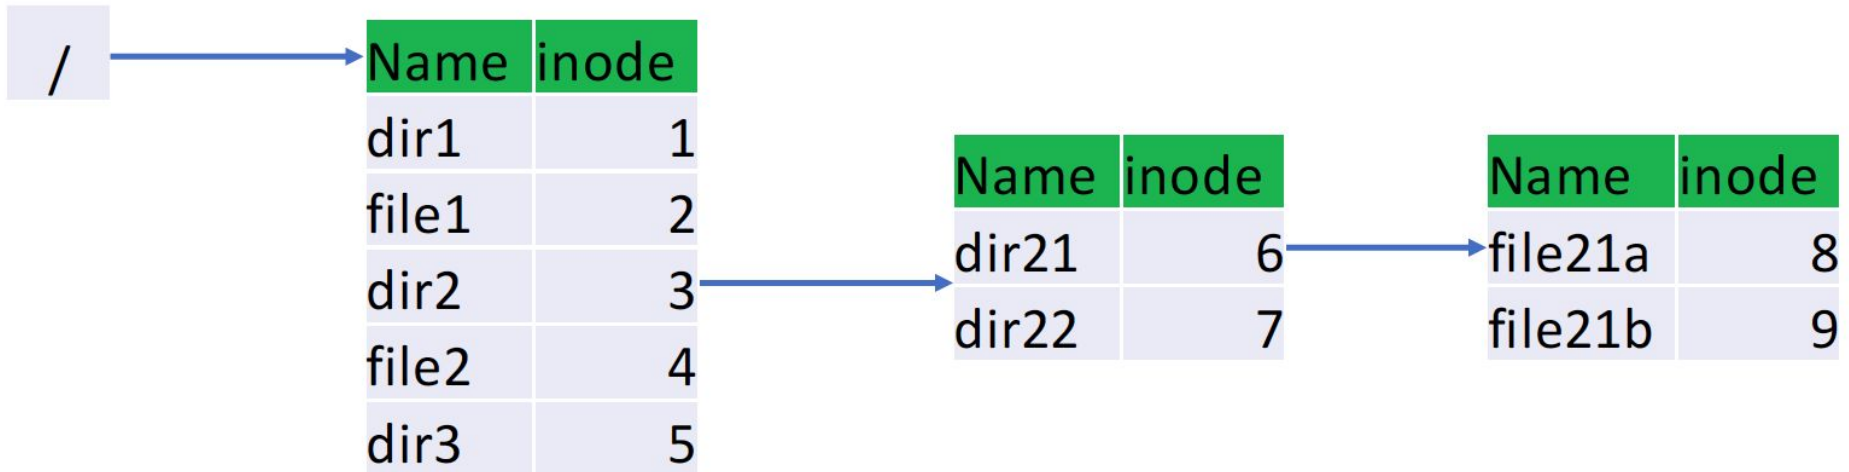 /
Name inode
dir1 1
file1 2
dir2 3
file2 4
dir3 5
Name inode
dir21 6
dir22 7
Name inode
file21a 8
file21b 9